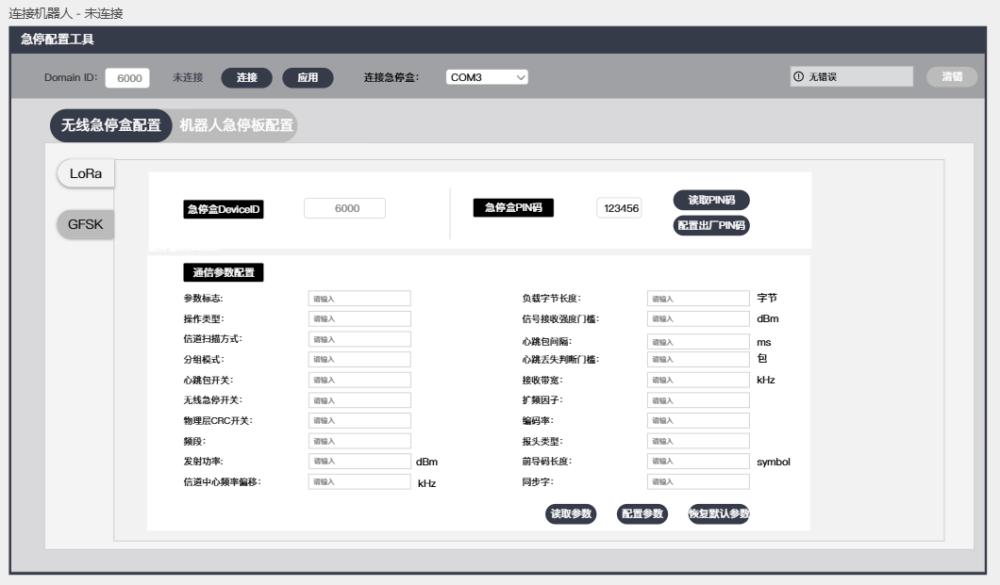 连接机器人 - 未连接
急停配置工具
Domain ID: 6000 未连接 连接 应用 连接急停盒: COM3 无错误 清错
无线急停盒配置 机器人急停板配置
LoRa
GFSK
急停盒DeviceID 6000 急停盒PIN码 123456 读取PIN码
配置出厂PIN码
通信参数配置
参数标志: 请输入 负载字节长度: 请输入 字节
操作类型: 请输入 信号接收强度门槛: 请输入 dBm
信道扫描方式: 请输入 心跳包间隔: 请输入 ms
分组模式: 请输入 心跳丢失判断门槛: 请输入 包
心跳包开关: 请输入 接收带宽: 请输入 kHz
无线急停开关: 请输入 扩频因子: 请输入
物理层CRC开关: 请输入 编码率: 请输入
频段: 请输入 报头类型: 请输入
发射功率: 请输入 dBm 前导码长度: 请输入 symbol
信道中心频率偏移: 请输入 kHz 同步字: 请输入
读取参数 配置参数 恢复默认参数